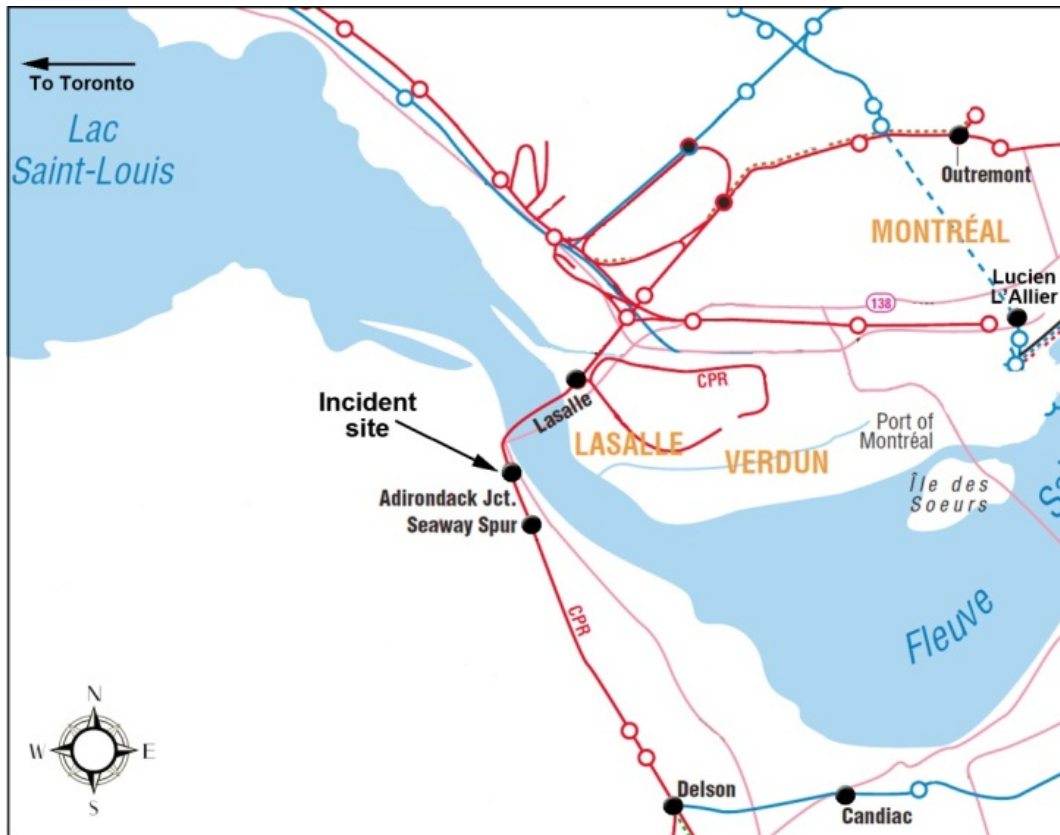 To Toronto
Lac
Saint-Louis
Outremont
MONTRÉAL
Lucien
L'Allier
138
CPR
Incident
site
Lasalle
LASALLE
VERDUN
Port of
Montréal
Île des
Soeurs
Adirondack Jct.
Seaway Spur
CPR
Fleuve
N
W
E
S
Delson
Candiac